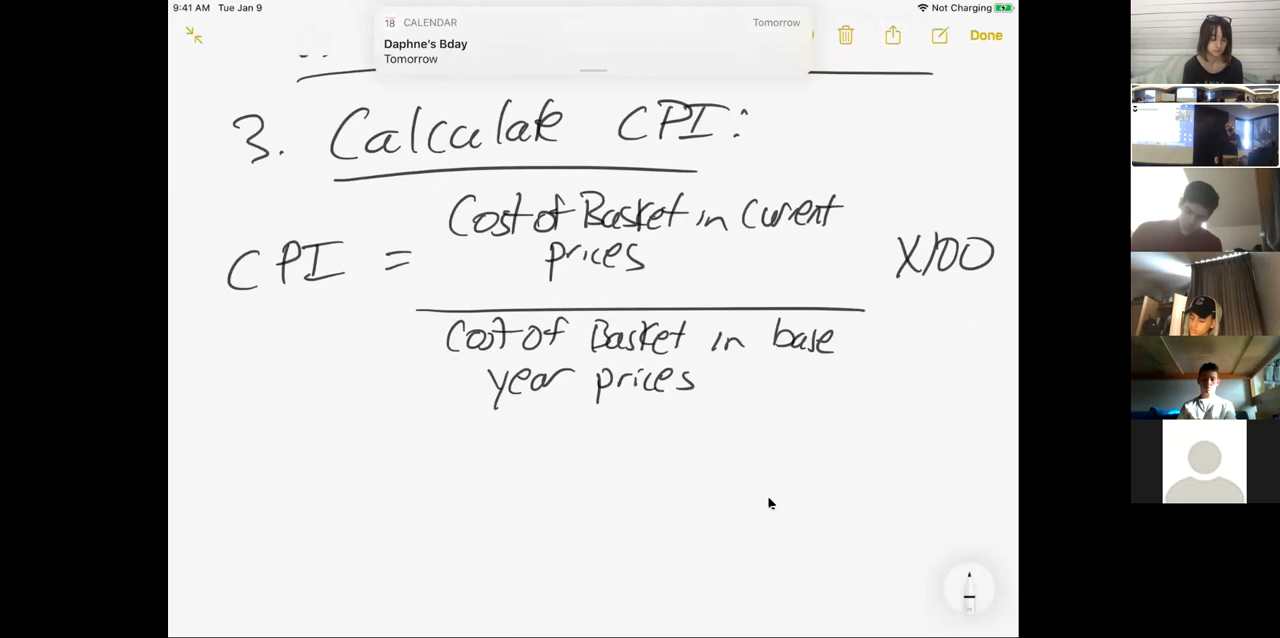 9:41 AM Tue Jan 9
Not Charging
18 CALENDAR
Tomorrow
Daphne's Bday
Tomorrow
Done
3. Calculate CPI:
CPI = Cost of Basket in current
prices
X100
Cost of Basket in base
year prices